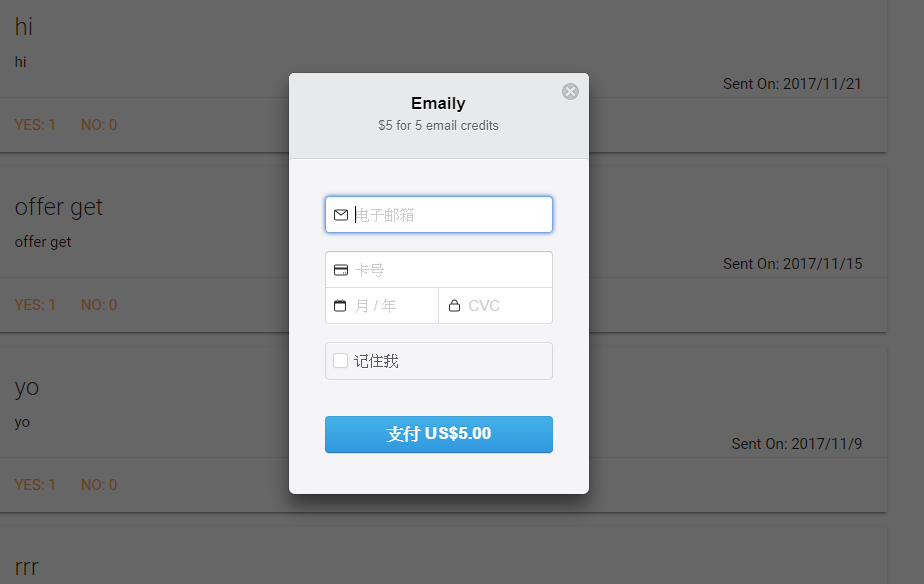 hi
hi
Sent On: 2017/11/21
YES: 1 NO: 0
Emaily
$5 for 5 email credits
电子邮箱
卡号
月 / 年 CVC
记住我
支付 US$5.00
offer get
offer get
Sent On: 2017/11/15
YES: 1 NO: 0
yo
yo
Sent On: 2017/11/9
YES: 1 NO: 0
rrr